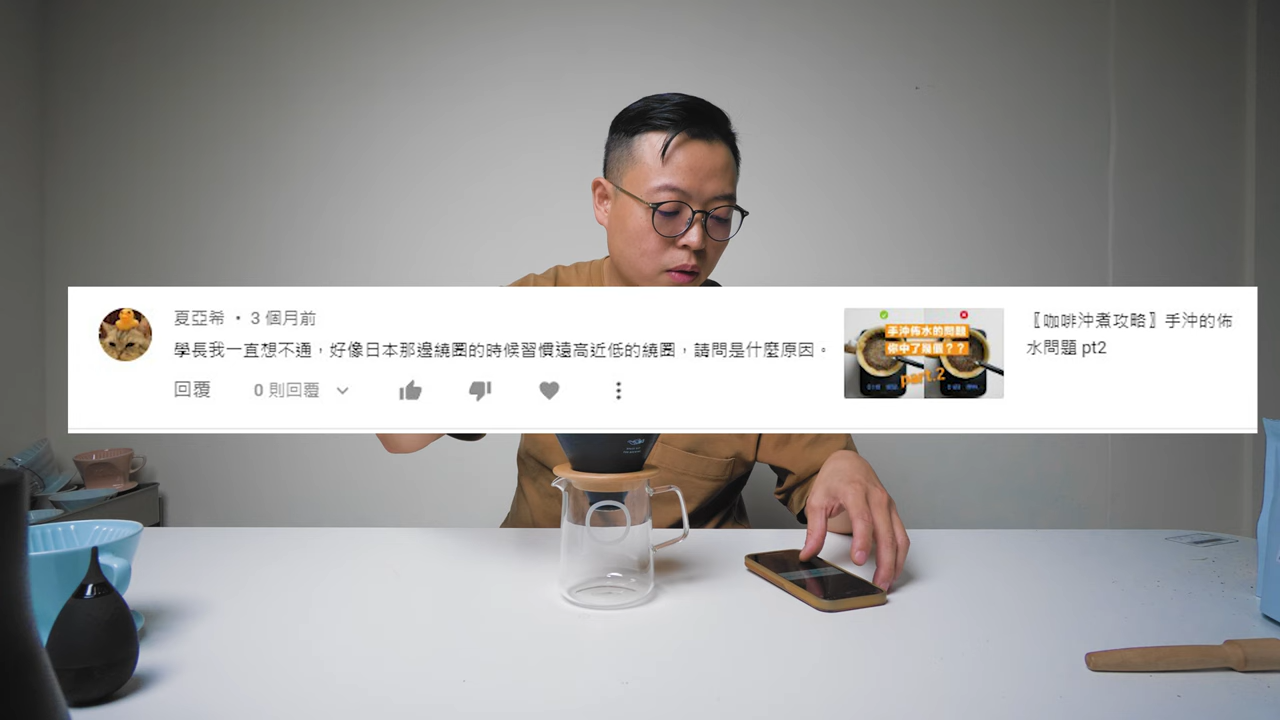 夏亞希 • 3 個月前
學長我一直想不通，好像日本那邊繞圈的時候習慣遠高近低的繞圈，請問是什麼原因。
回覆 0 則回覆
手沖佈水的問題
你中了幾個？？
part.2
〖咖啡沖煮攻略〗手沖的佈
水問題 pt2